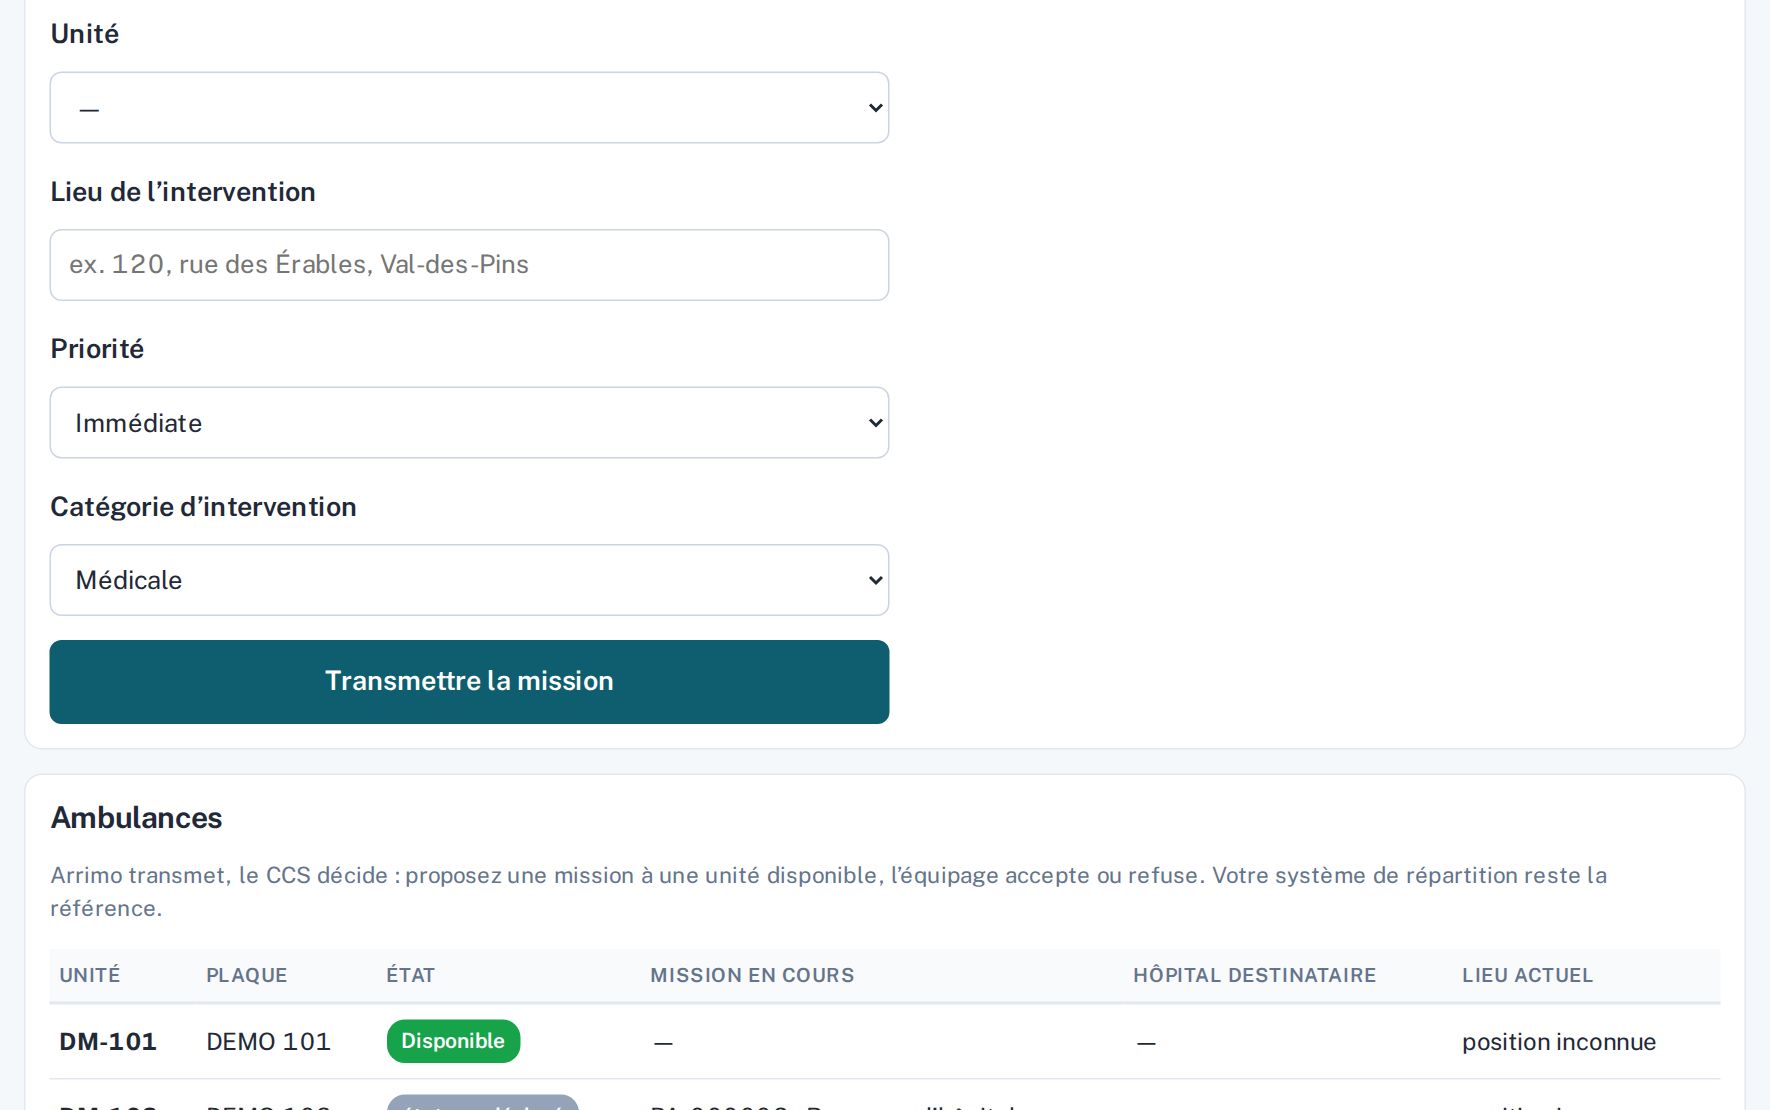 Unité
—
Lieu de l’intervention
ex. 120, rue des Érables, Val-des-Pins
Priorité
Immédiate
Catégorie d’intervention
Médicale
Transmettre la mission
Ambulances
Arrimo transmet, le CCS décide : proposez une mission à une unité disponible, l’équipage accepte ou refuse. Votre système de répartition reste la
référence.
UNITÉ PLAQUE ÉTAT MISSION EN COURS HÔPITAL DESTINATAIRE LIEU ACTUEL
DM-101 DEMO 101 Disponible — — position inconnue